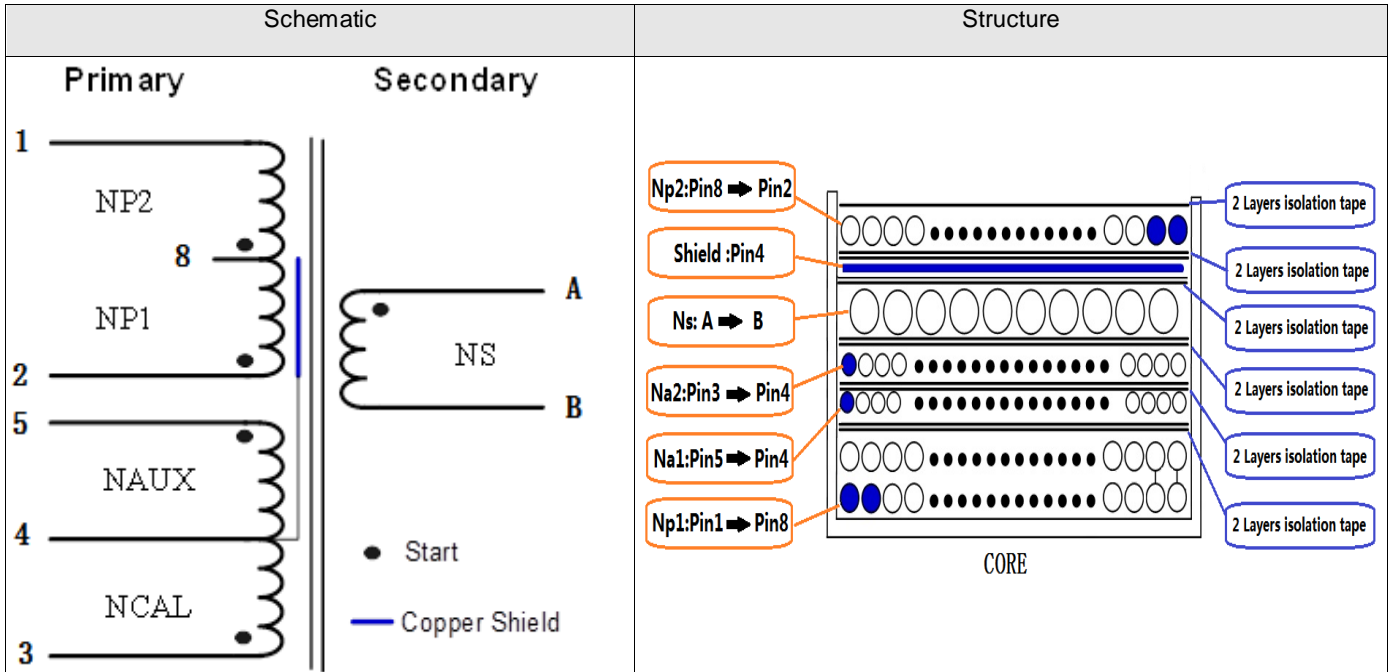 Schematic
Structure
Primary
Secondary
1
NP2
8
NP1
2
5
NAUX
4
NCAL
3
A
NS
B
Start
Copper Shield
Np2:Pin8 ➡ Pin2
Shield :Pin4
Ns: A ➡ B
Na2:Pin3 ➡ Pin4
Na1:Pin5 ➡ Pin4
Np1:Pin1 ➡ Pin8
2 Layers isolation tape
2 Layers isolation tape
2 Layers isolation tape
2 Layers isolation tape
2 Layers isolation tape
2 Layers isolation tape
CORE